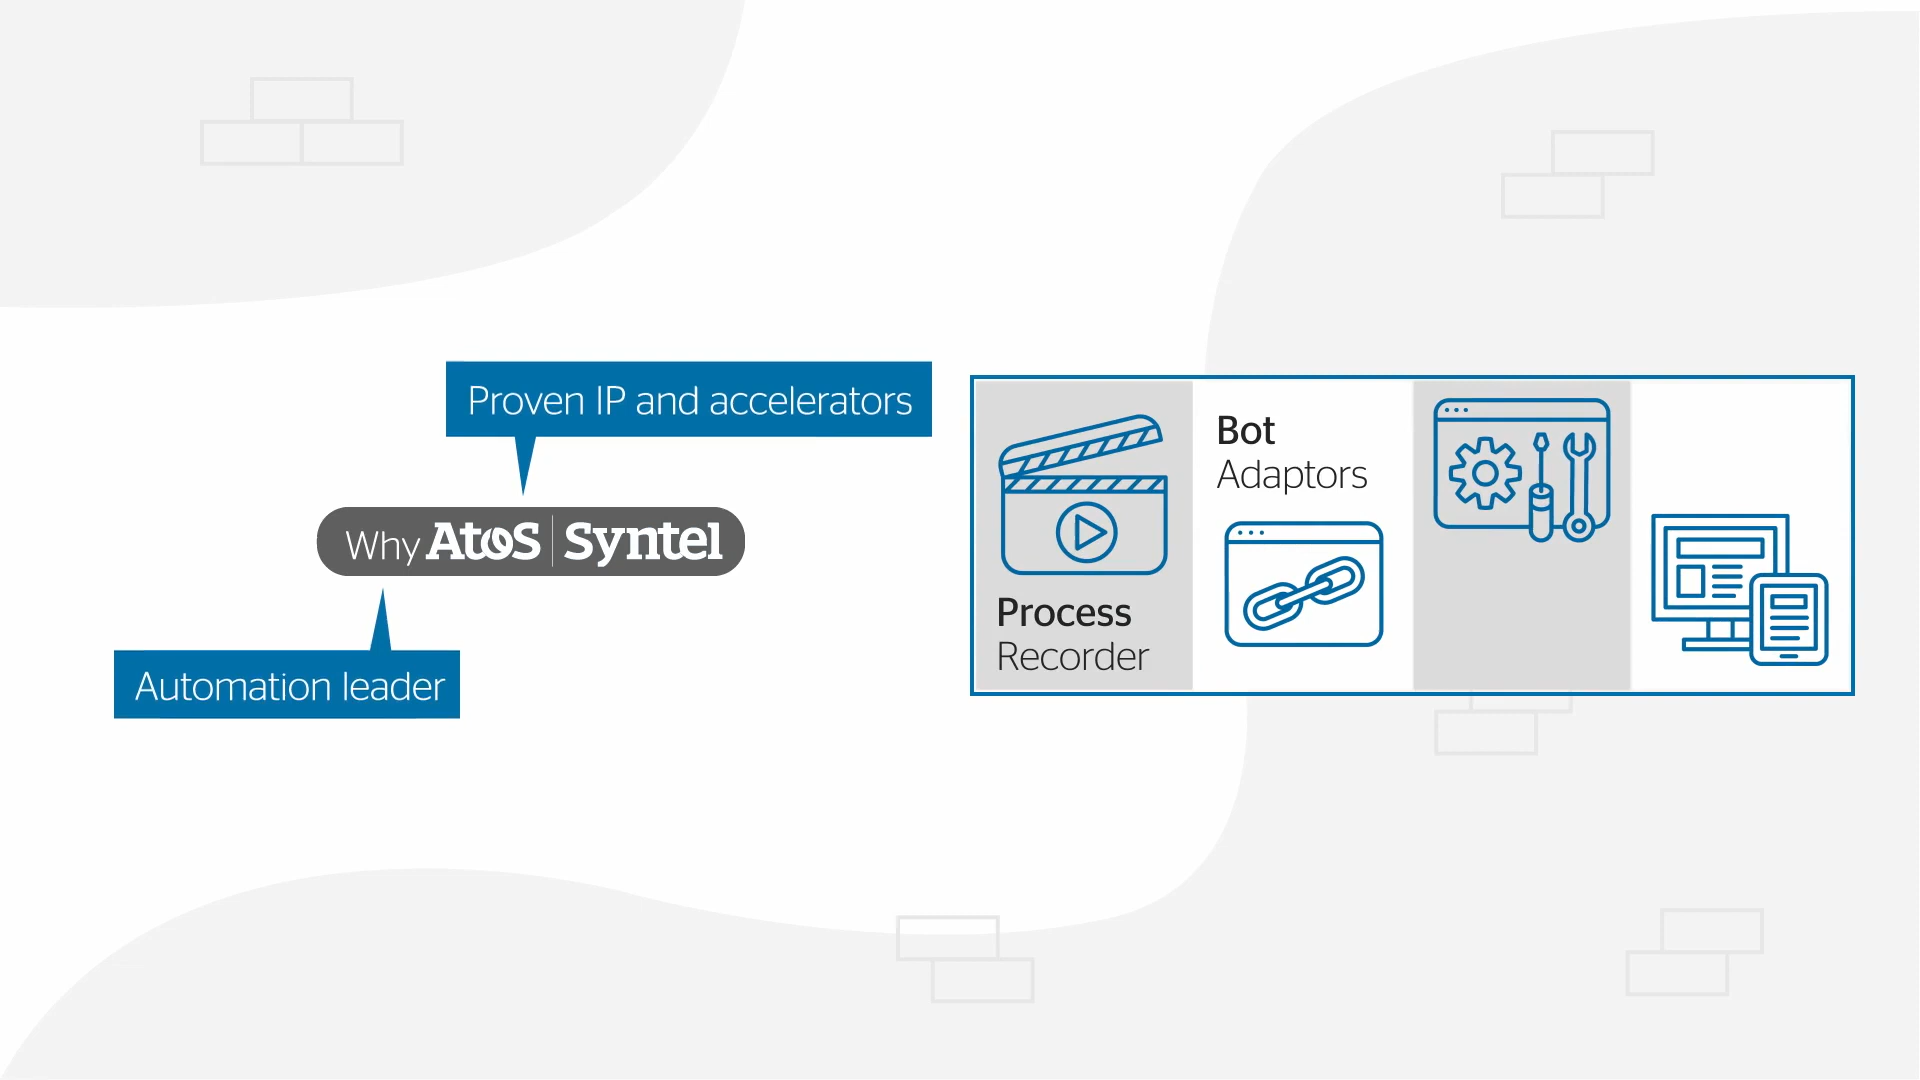 Proven IP and accelerators
Why Atos | Syntel
Automation leader
Process
Recorder
Bot
Adaptors